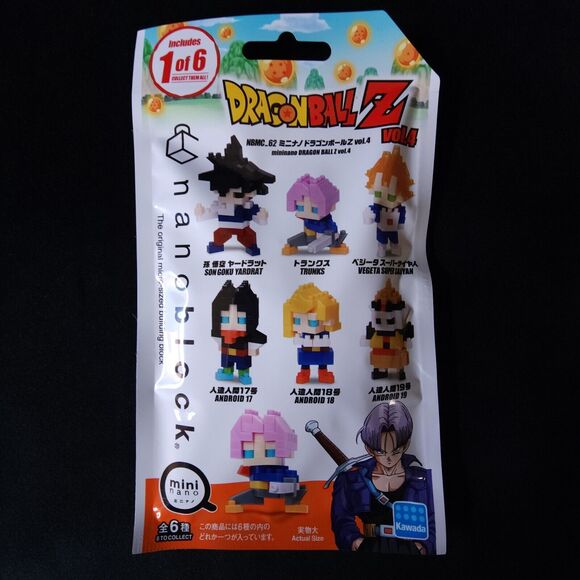 includes
1 of 6
COLLECT THEM ALL!
DRAGONBALL Z
VOL.4
NBMC_62 ミニナノ ドラゴンボールZ vol.4
mininano DRAGON BALL Z vol.4
nanoblock®
The original micro-sized building block
孫 悟空 ヤードラット
SON GOKU YARDRAT
トランクス
TRUNKS
ベジータ スーパーサイヤ人
VEGETA SUPER SAIYAN
人造人間17号
ANDROID 17
人造人間18号
ANDROID 18
人造人間19号
ANDROID 19
mini
nano
ミニナノ
全6種
6 TO COLLECT
この商品には6種の内の
どれか一つが入っています。
実物大
Actual Size
Kawada